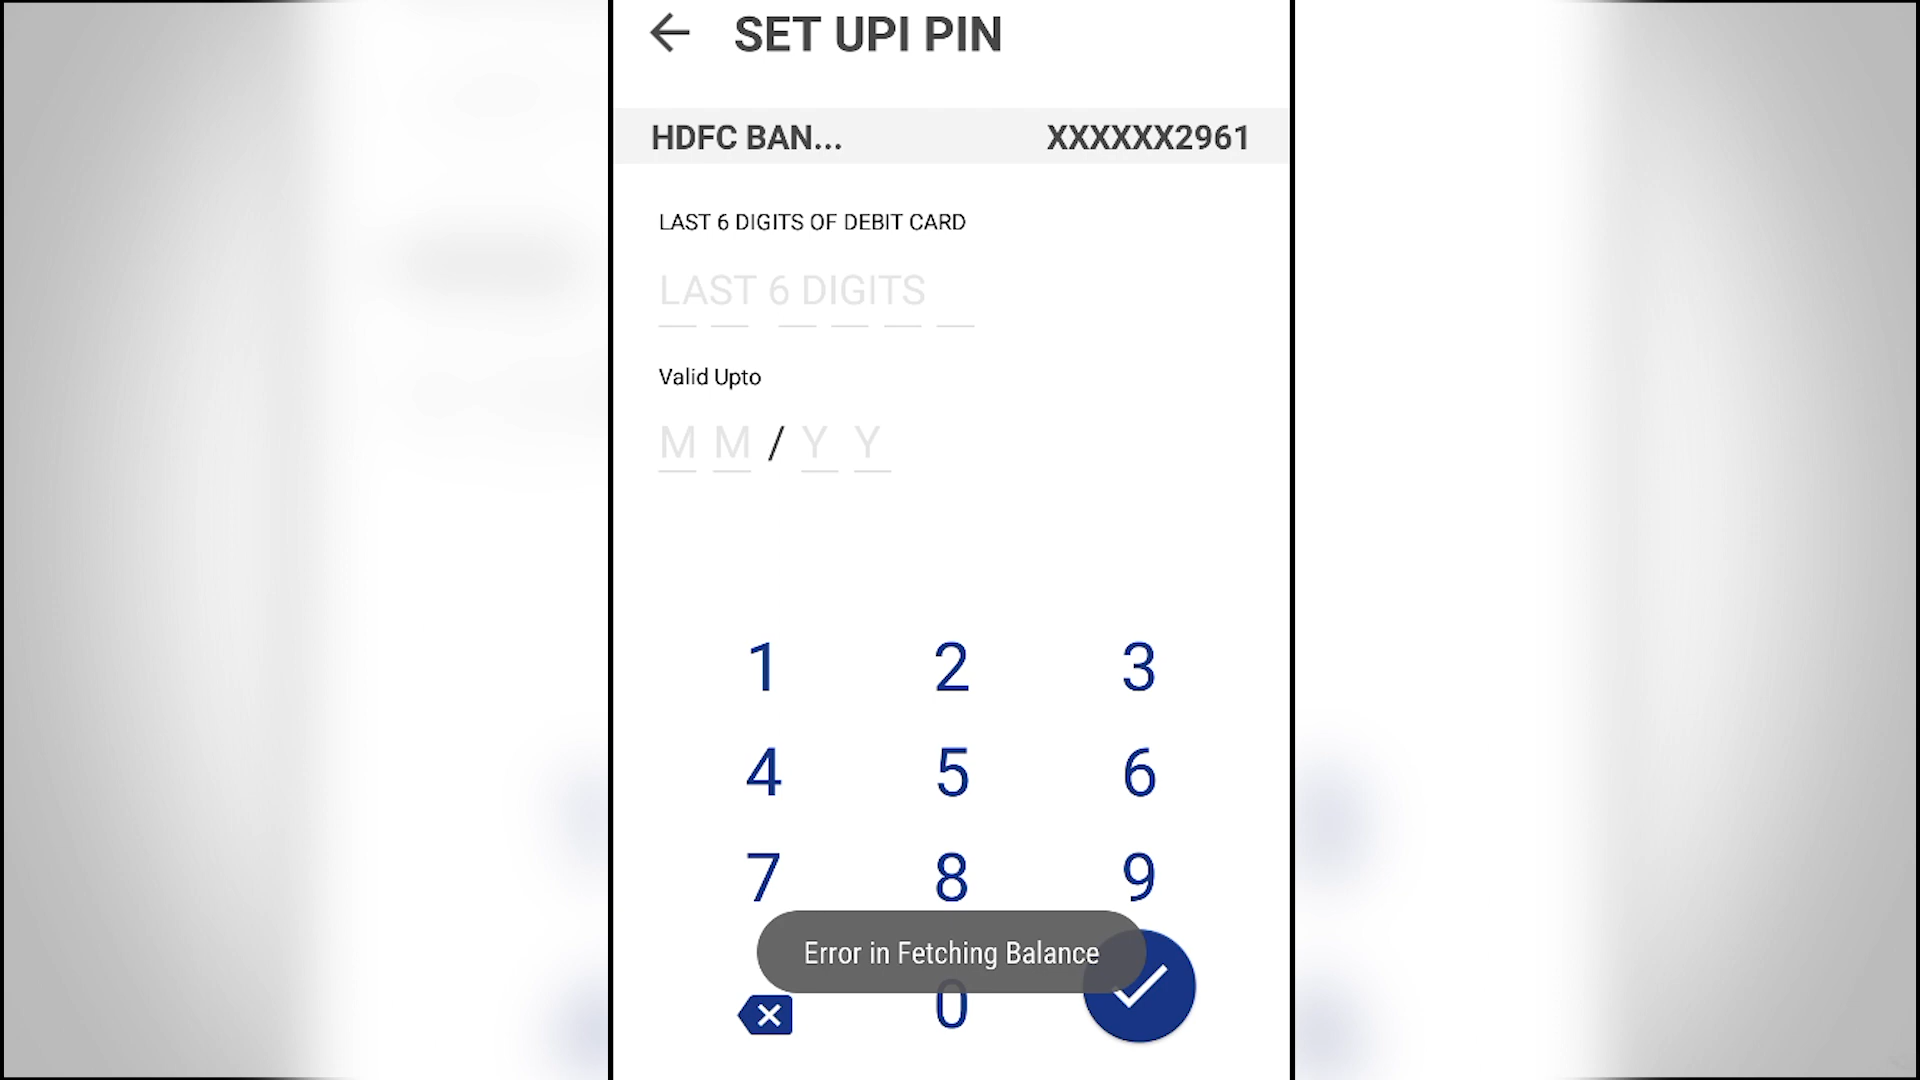 SET UPI PIN
HDFC BAN... XXXXXX2961
LAST 6 DIGITS OF DEBIT CARD
LAST 6 DIGITS
Valid Upto
M M / Y Y
1 2 3
4 5 6
7 8 9
Error in Fetching Balance
0